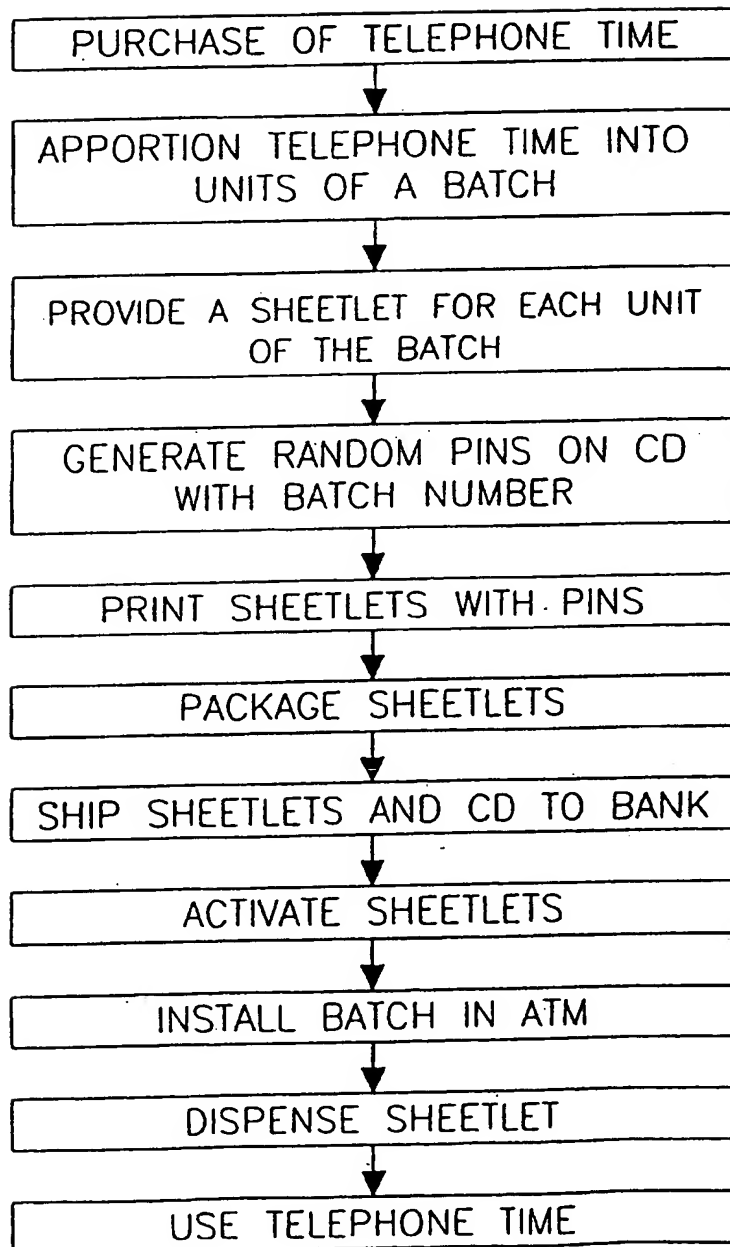 PURCHASE OF TELEPHONE TIME
APPORTION TELEPHONE TIME INTO
UNITS OF A BATCH
PROVIDE A SHEETLET FOR EACH UNIT
OF THE BATCH
GENERATE RANDOM PINS ON CD
WITH BATCH NUMBER
PRINT SHEETLETS WITH PINS
PACKAGE SHEETLETS
SHIP SHEETLETS AND CD TO BANK
ACTIVATE SHEETLETS
INSTALL BATCH IN ATM
DISPENSE SHEETLET
USE TELEPHONE TIME